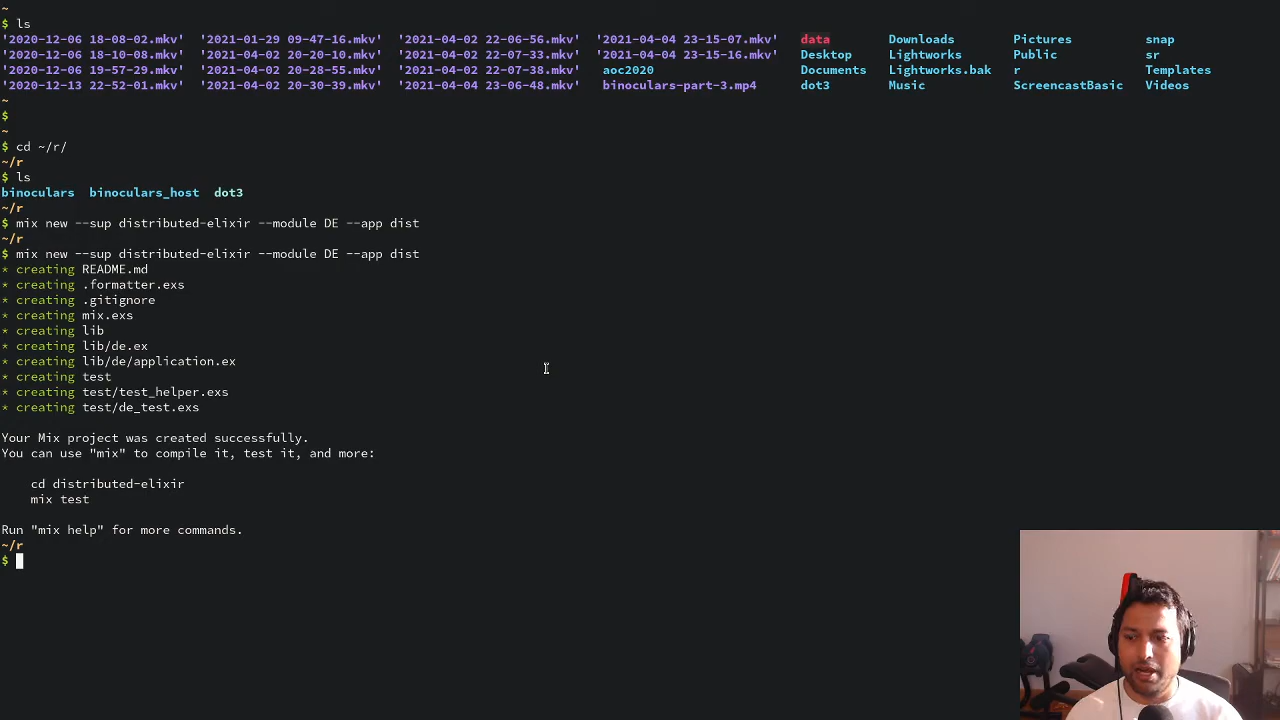 ~
$ ls
'2020-12-06 18-08-02.mkv' '2021-01-29 09-47-16.mkv' '2021-04-02 22-06-56.mkv' '2021-04-04 23-15-07.mkv' data Downloads Pictures snap
'2020-12-06 18-10-08.mkv' '2021-04-02 20-20-10.mkv' '2021-04-02 22-07-33.mkv' '2021-04-04 23-15-16.mkv' Desktop Lightworks Public sr
'2020-12-06 19-57-29.mkv' '2021-04-02 20-28-55.mkv' '2021-04-02 22-07-38.mkv' aoc2020 Documents Lightworks.bak r Templates
'2020-12-13 22-52-01.mkv' '2021-04-02 20-30-39.mkv' '2021-04-04 23-06-48.mkv' binoculars-part-3.mp4 dot3 Music ScreencastBasic Videos
~
$
~
$ cd ~/r/
~/r
$ ls
binoculars binoculars_host dot3
~/r
$ mix new --sup distributed-elixir --module DE --app dist
~/r
$ mix new --sup distributed-elixir --module DE --app dist
* creating README.md
* creating .formatter.exs
* creating .gitignore
* creating mix.exs
* creating lib
* creating lib/de.ex
* creating lib/de/application.ex
* creating test
* creating test/test_helper.exs
* creating test/de_test.exs
Your Mix project was created successfully.
You can use "mix" to compile it, test it, and more:
cd distributed-elixir
mix test
Run "mix help" for more commands.
~/r
$